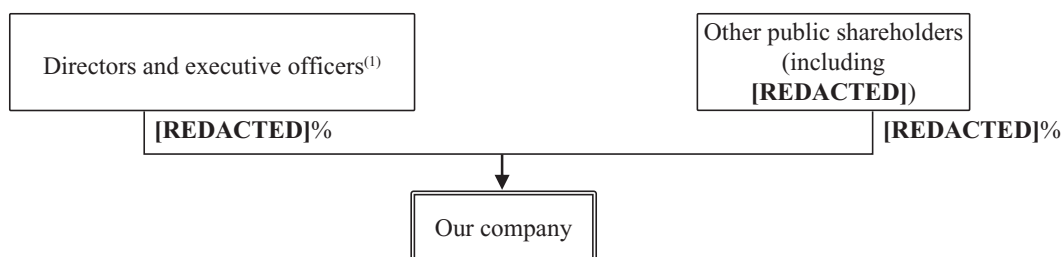 Directors and executive officers(1)
Other public shareholders
(including
[REDACTED])
[REDACTED]%
[REDACTED]%
Our company